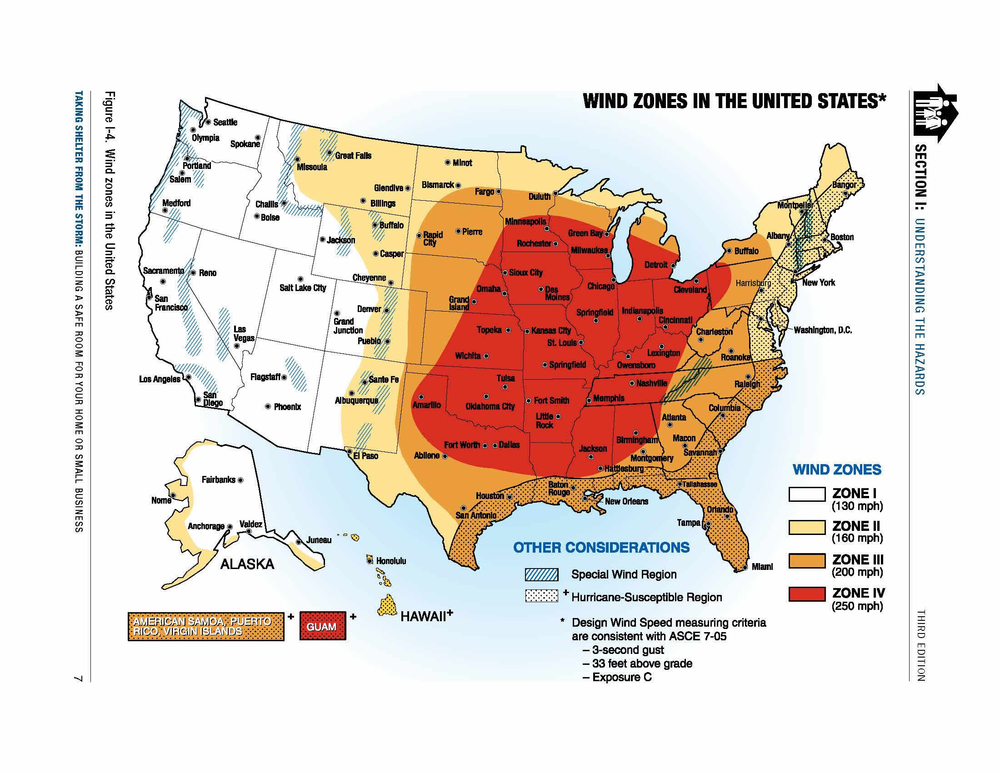 WIND ZONES IN THE UNITED STATES*
Seattle
Olympia
Spokane
Portland
Salem
Medford
Great Falls
Missoula
Glendive
Billings
Challis
Boise
Minot
Bismarck
Fargo
Duluth
Buffalo
Jackson
Casper
Cheyenne
Rapid
City
Pierre
Minneapolis
Rochester
Green Bay
Milwaukee
Detroit
Bangor
Montpelier
Albany
Boston
Buffalo
Harrisburg
New York
Sacramento
Reno
San
Francisco
Salt Lake City
Las
Vegas
Denver
Grand
Junction
Pueblo
Sioux City
Omaha
Grand
Island
Des
Moines
Chicago
Cleveland
Springfield
Indianapolis
Cincinnati
Charleston
Washington, D.C.
Topeka
Kansas City
St. Louis
Lexington
Roanoke
Wichita
Springfield
Owensboro
Los Angeles
San
Diego
Flagstaff
Phoenix
Sante Fe
Albuquerque
El Paso
Tulsa
Amarillo
Oklahoma City
Fort Smith
Little
Rock
Memphis
Nashville
Raleigh
Columbia
Atlanta
Macon
Savannah
Birmingham
Montgomery
Fort Worth
Dallas
Abilene
Jackson
Hattiesburg
Baton
Rouge
New Orleans
Houston
San Antonio
Tallahassee
Orlando
Tampa
Miami
Fairbanks
Nome
Anchorage
Valdez
Juneau
ALASKA
Honolulu
HAWAII+
AMERICAN SAMOA, PUERTO
RICO, VIRGIN ISLANDS
+
GUAM
+
OTHER CONSIDERATIONS
Special Wind Region
+ Hurricane-Susceptible Region
* Design Wind Speed measuring criteria
are consistent with ASCE 7-05
– 3-second gust
– 33 feet above grade
– Exposure C
WIND ZONES
ZONE I
(130 mph)
ZONE II
(160 mph)
ZONE III
(200 mph)
ZONE IV
(250 mph)
Figure I-4. Wind zones in the United States
TAKING SHELTER FROM THE STORM: BUILDING A SAFE ROOM FOR YOUR HOME OR SMALL BUSINESS
7
SECTION I: UNDERSTANDING THE HAZARDS
THIRD EDITION